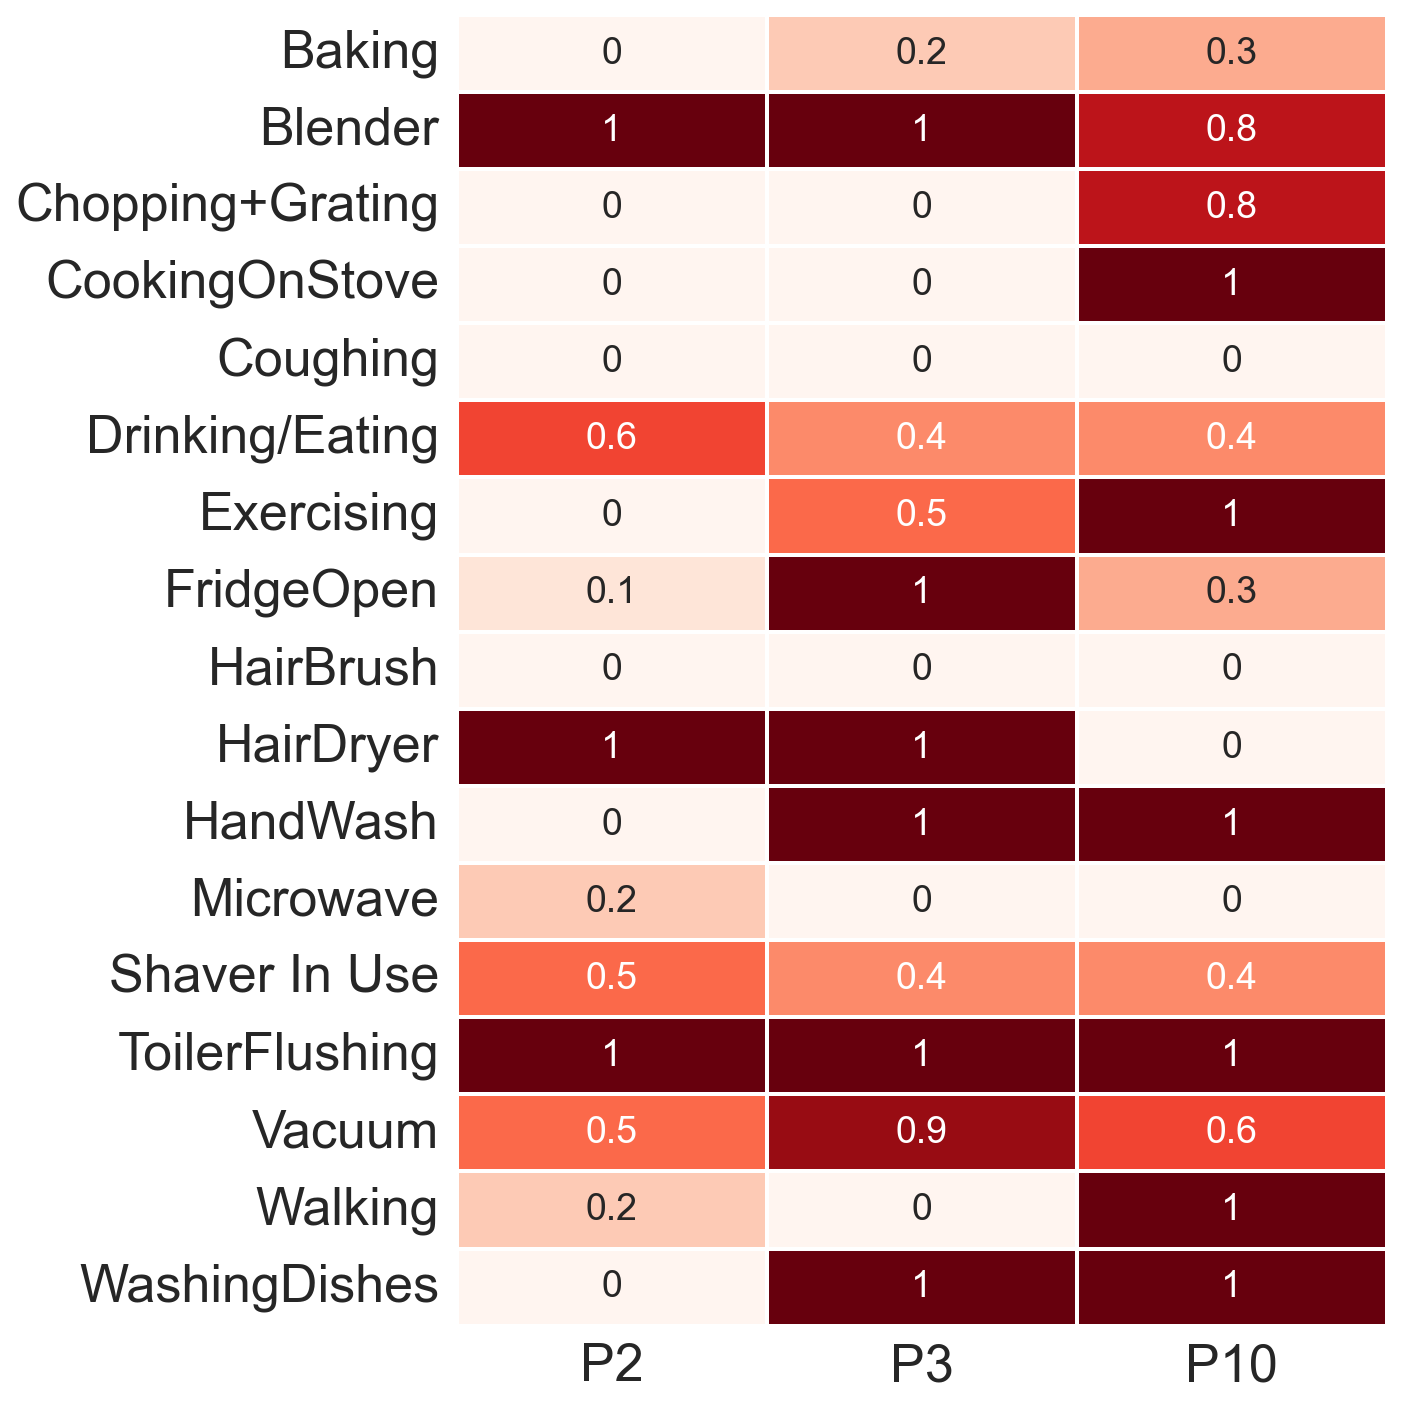 Baking 0 0.2 0.3
Blender 1 1 0.8
Chopping+Grating 0 0 0.8
CookingOnStove 0 0 1
Coughing 0 0 0
Drinking/Eating 0.6 0.4 0.4
Exercising 0 0.5 1
FridgeOpen 0.1 1 0.3
HairBrush 0 0 0
HairDryer 1 1 0
HandWash 0 1 1
Microwave 0.2 0 0
Shaver In Use 0.5 0.4 0.4
ToilerFlushing 1 1 1
Vacuum 0.5 0.9 0.6
Walking 0.2 0 1
WashingDishes 0 1 1
P2 P3 P10